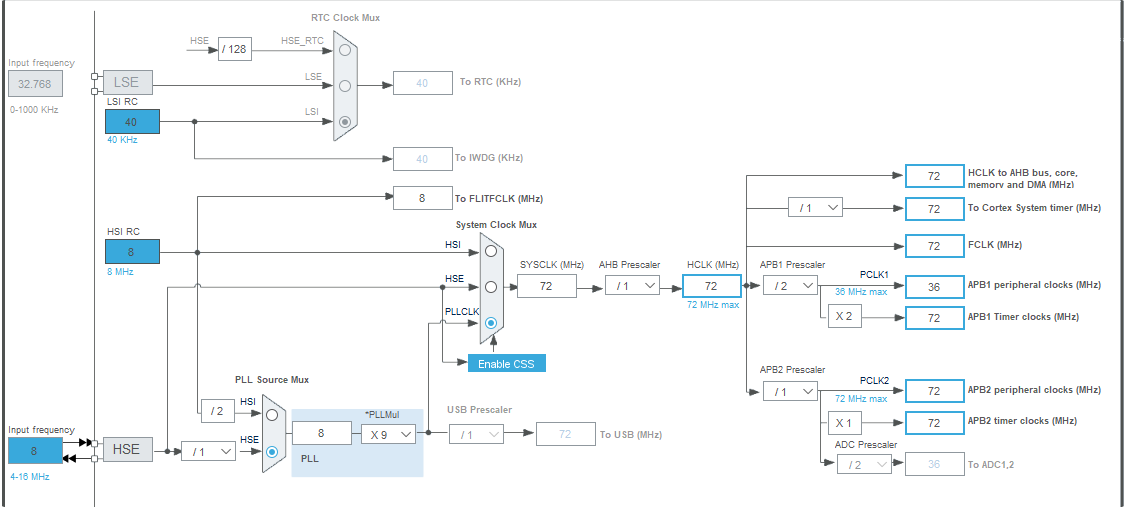 RTC Clock Mux
HSE
/ 128
HSE_RTC
Input frequency
32.768
0-1000 KHz
LSE
LSE
40
To RTC (KHz)
LSI RC
40
40 KHz
LSI
40
To IWDG (KHz)
8
To FLITFCLK (MHz)
HSI RC
8
8 MHz
System Clock Mux
HSI
HSE
PLLCLK
SYSCLK (MHz)
72
AHB Prescaler
/ 1
HCLK (MHz)
72
72 MHz max
Enable CSS
72
HCLK to AHB bus, core,
memory and DMA (MHz)
/ 1
72
To Cortex System timer (MHz)
72
FCLK (MHz)
APB1 Prescaler
/ 2
PCLK1
36 MHz max
36
APB1 peripheral clocks (MHz)
X 2
72
APB1 Timer clocks (MHz)
APB2 Prescaler
/ 1
PCLK2
72 MHz max
72
APB2 peripheral clocks (MHz)
X 1
72
APB2 timer clocks (MHz)
ADC Prescaler
/ 2
36
To ADC1,2
PLL Source Mux
/ 2
HSI
HSE
Input frequency
8
4-16 MHz
HSE
/ 1
8
*PLLMul
X 9
PLL
USB Prescaler
/ 1
72
To USB (MHz)